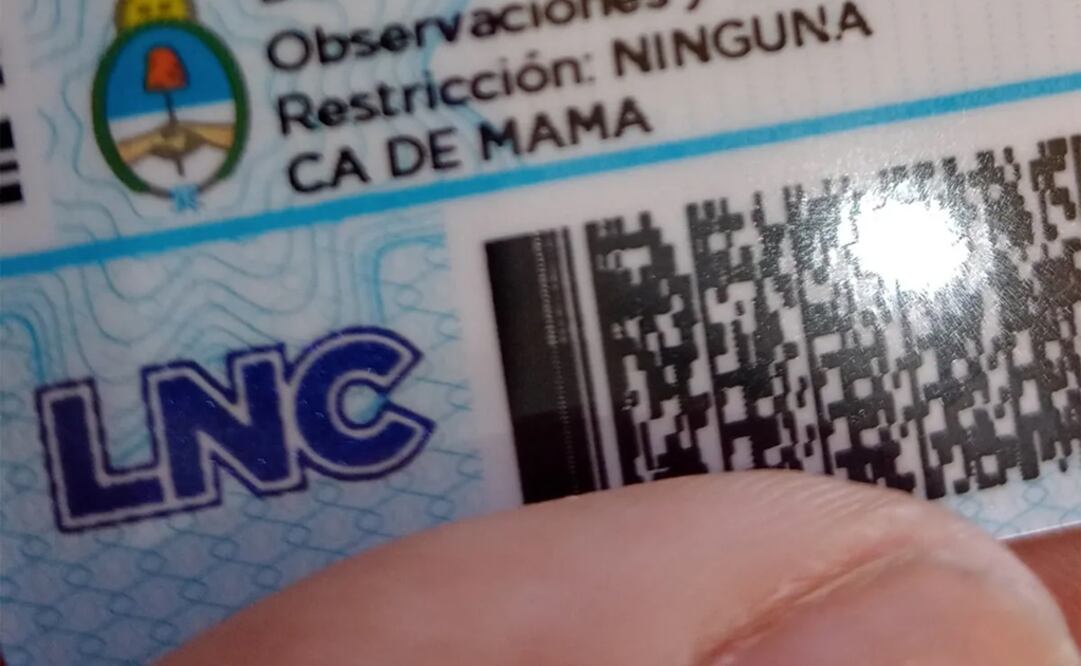 Observaciones y
Restricción: NINGUNA
CA DE MAMA
LNC